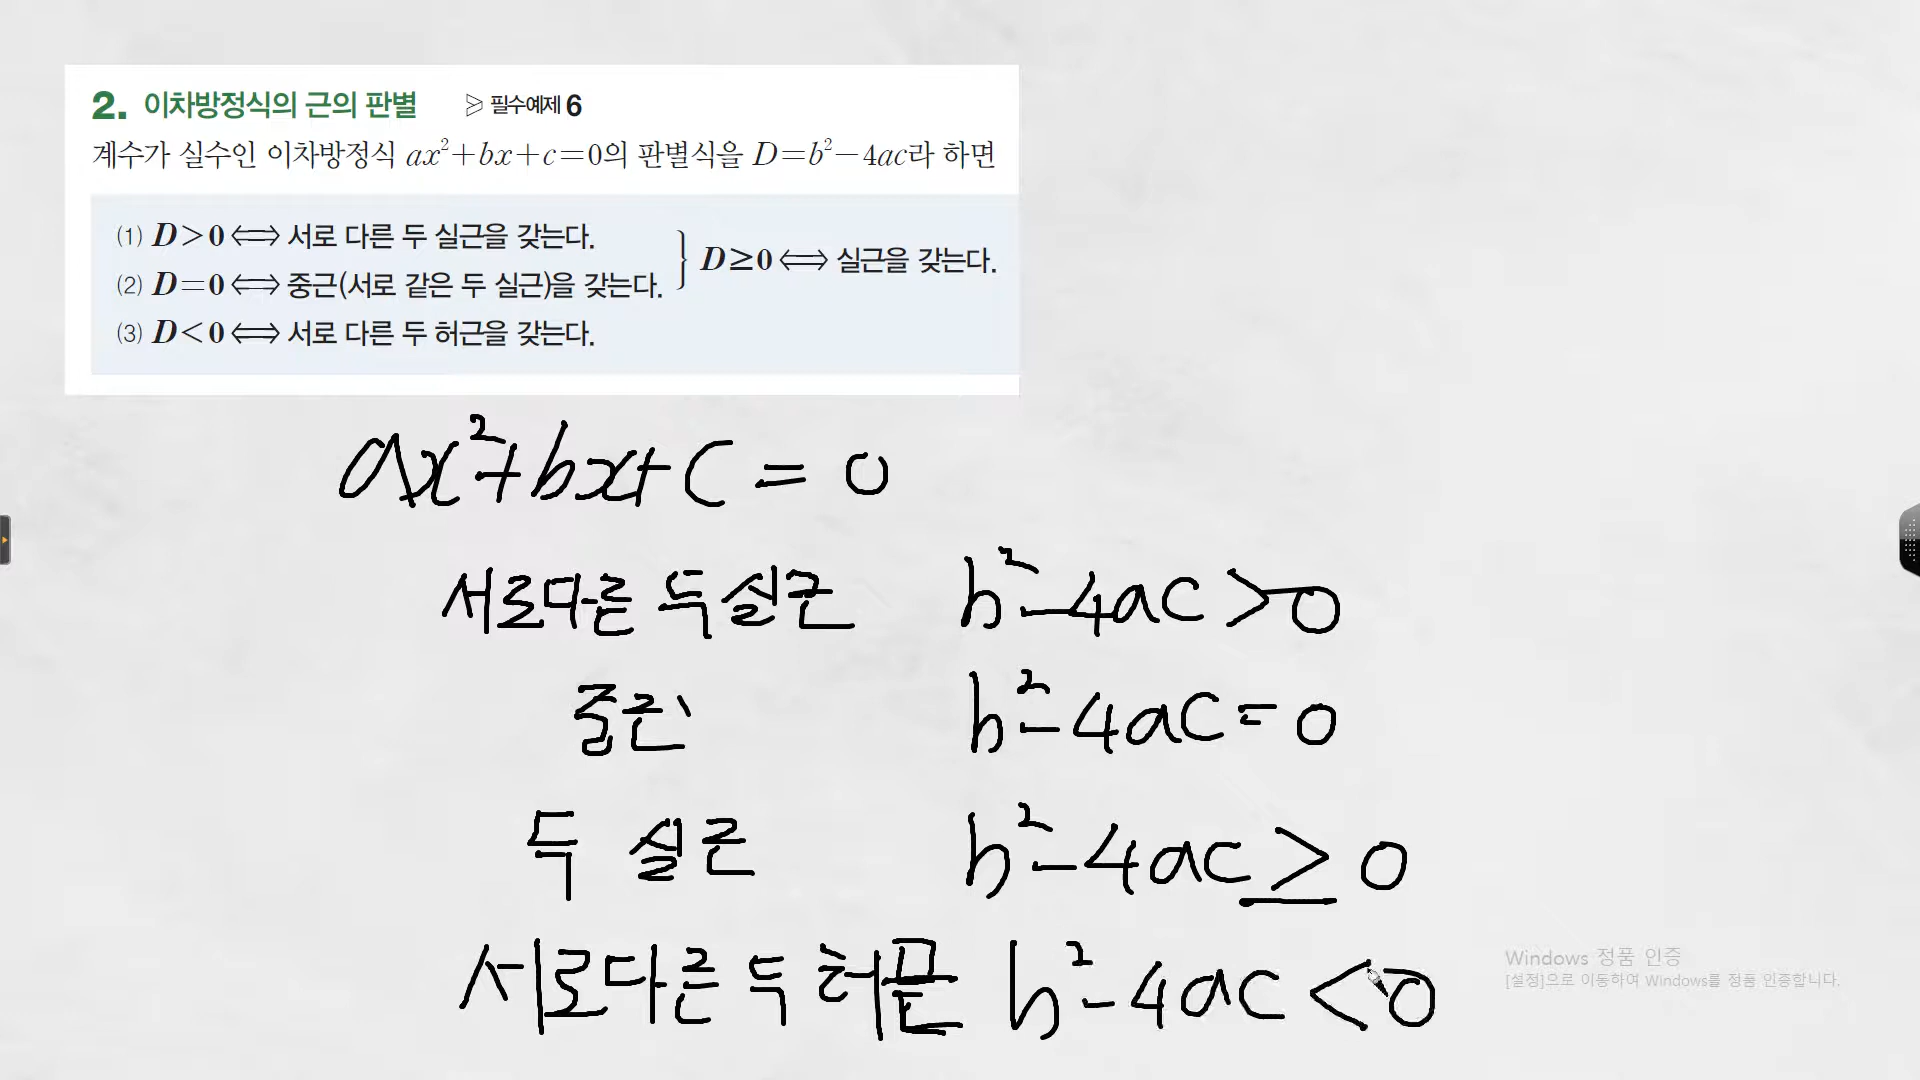 2. 이차방정식의 근의 판별 ≫ 필수예제 6
계수가 실수인 이차방정식 ax²+bx+c=0의 판별식을 D=b²-4ac라 하면
(1) D>0 ⟺ 서로 다른 두 실근을 갖는다.
(2) D=0 ⟺ 중근(서로 같은 두 실근)을 갖는다.
} D≥0 ⟺ 실근을 갖는다.
(3) D<0 ⟺ 서로 다른 두 허근을 갖는다.
ax²+bx+c=0
서로다른 두실근 b²-4ac>0
중근 b²-4ac=0
두 실근 b²-4ac≥0
서로다른 두 허근 b²-4ac<0
Windows 정품 인증
[설정]으로 이동하여 Windows를 정품 인증합니다.